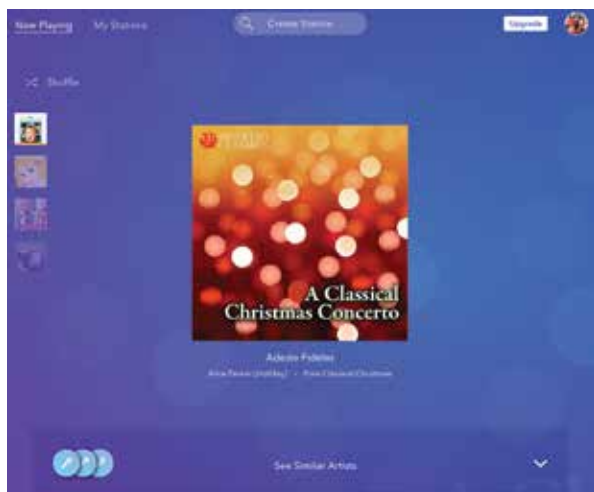 Now Playing
My Stations
Create Station
Upgrade
Shuffle
A Classical
Christmas Concerto
Adeste Fideles
See Similar Artists